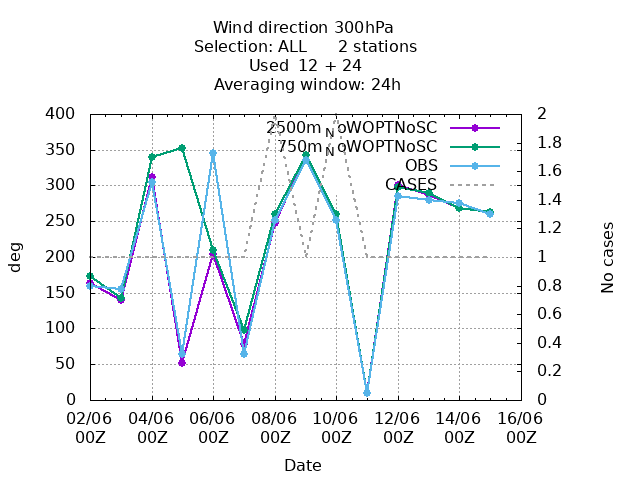 Wind direction 300hPa
Selection: ALL 2 stations
Used 12 + 24
Averaging window: 24h
2500m NoWOPTNoSC
750m NoWOPTNoSC
OBS
CASES
400
350
300
250
200
150
100
50
0
deg
2
1.8
1.6
1.4
1.2
1
0.8
0.6
0.4
0.2
0
No cases
02/06 04/06 06/06 08/06 10/06 12/06 14/06 16/06
00Z 00Z 00Z 00Z 00Z 00Z 00Z 00Z
Date